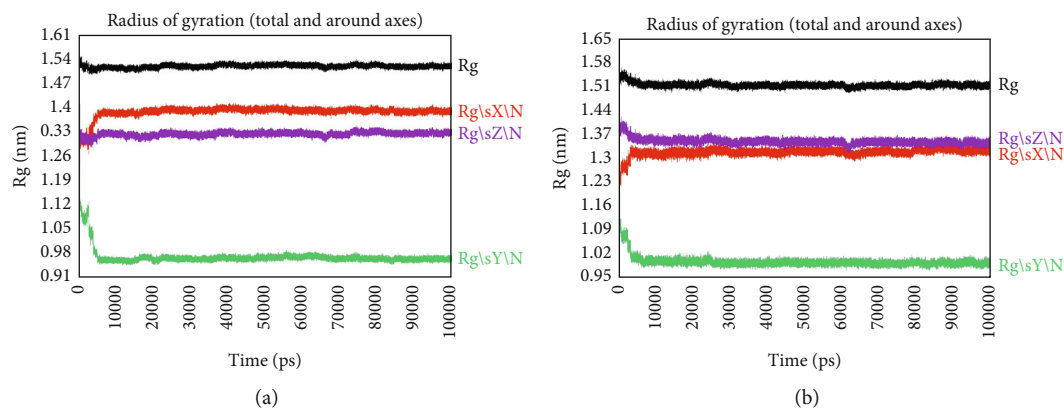 Radius of gyration (total and around axes)
1.61
1.54
1.47
1.4
0.33
1.26
1.19
1.12
1.05
0.98
0.91
Rg (nm)
Rg
Rg\sX\N
Rg\sZ\N
Rg\sY\N
0
10000
20000
30000
40000
50000
60000
70000
80000
90000
100000
Time (ps)
(a)
Radius of gyration (total and around axes)
1.65
1.58
1.51
1.44
1.37
1.3
1.23
1.16
1.09
1.02
0.95
Rg (nm)
Rg
Rg\sZ\N
Rg\sX\N
Rg\sY\N
0
10000
20000
30000
40000
50000
60000
70000
80000
90000
100000
Time (ps)
(b)